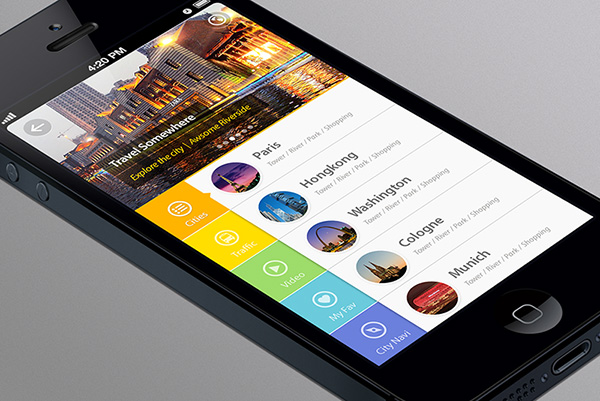 4:20 PM
Travel Somewhere
Explore the city | Awsome Riverside
Cities
Traffic
Video
My Fav
City Navi
Paris
Tower / River / Park / Shopping
Hongkong
Tower / River / Park / Shopping
Washington
Tower / River / Park / Shopping
Cologne
Tower / River / Park / Shopping
Munich
Tower / River / Park / Shopping